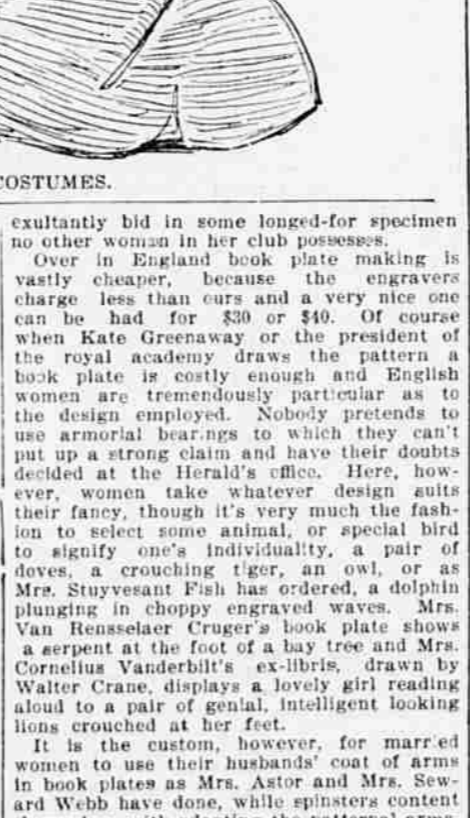 COSTUMES.
exultantly bid in some longed-for specimen
no other woman in her club possesses.
Over in England book plate making is
vastly cheaper, because the engravers
charge less than ours and a very nice one
can be had for $30 or $40. Of course
when Kate Greenaway or the president of
the royal academy draws the pattern a
book plate is costly enough and English
women are tremendously particular as to
the design employed. Nobody pretends to
use armorial bear.ngs to which they can't
put up a strong claim and have their doubts
decided at the Herald's office. Here, how-
ever, women take whatever design suits
their fancy, though it's very much the fash-
ion to select some animal, or special bird
to signify one's individuality, a pair of
doves, a crouching tiger, an owl, or as
Mrs. Stuyvesant Fish has ordered, a dolphin
plunging in choppy engraved waves. Mrs.
Van Rensselaer Cruger's book plate shows
a serpent at the foot of a bay tree and Mrs.
Cornelius Vanderbilt's ex-libris, drawn by
Walter Crane, displays a lovely girl reading
aloud to a pair of genial, intelligent looking
lions crouched at her feet.
It is the custom, however, for married
women to use their husbands' coat of arms
in book plates as Mrs. Astor and Mrs. Sew-
ard Webb have done, while spinsters content